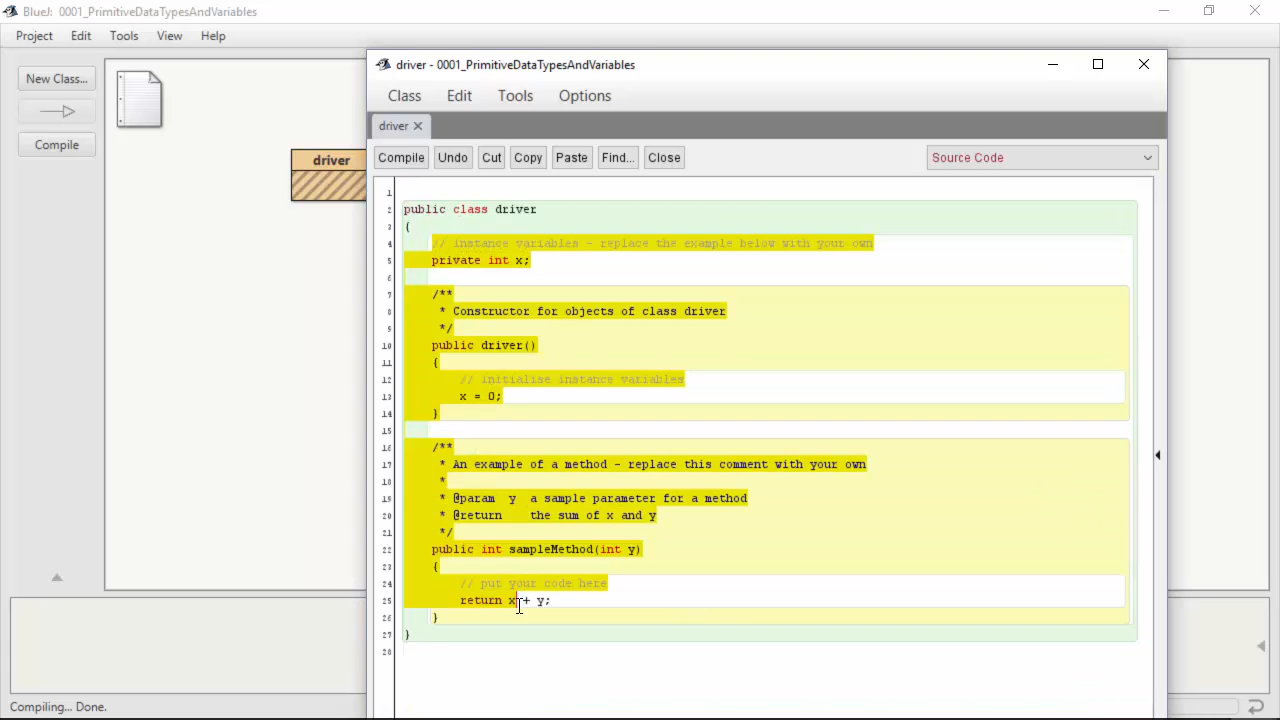 BlueJ: 0001_PrimitiveDataTypesAndVariables
Project Edit Tools View Help
New Class...
Compile
driver
Compiling... Done.
driver - 0001_PrimitiveDataTypesAndVariables
Class Edit Tools Options
driver
Compile Undo Cut Copy Paste Find... Close Source Code
1
2 public class driver
3 {
4 // instance variables - replace the example below with your own
5 private int x;
6
7 /**
8 * Constructor for objects of class driver
9 */
10 public driver()
11 {
12 // initialise instance variables
13 x = 0;
14 }
15
16 /**
17 * An example of a method - replace this comment with your own
18 *
19 * @param y a sample parameter for a method
20 * @return the sum of x and y
21 */
22 public int sampleMethod(int y)
23 {
24 // put your code here
25 return x + y;
26 }
27 }
28